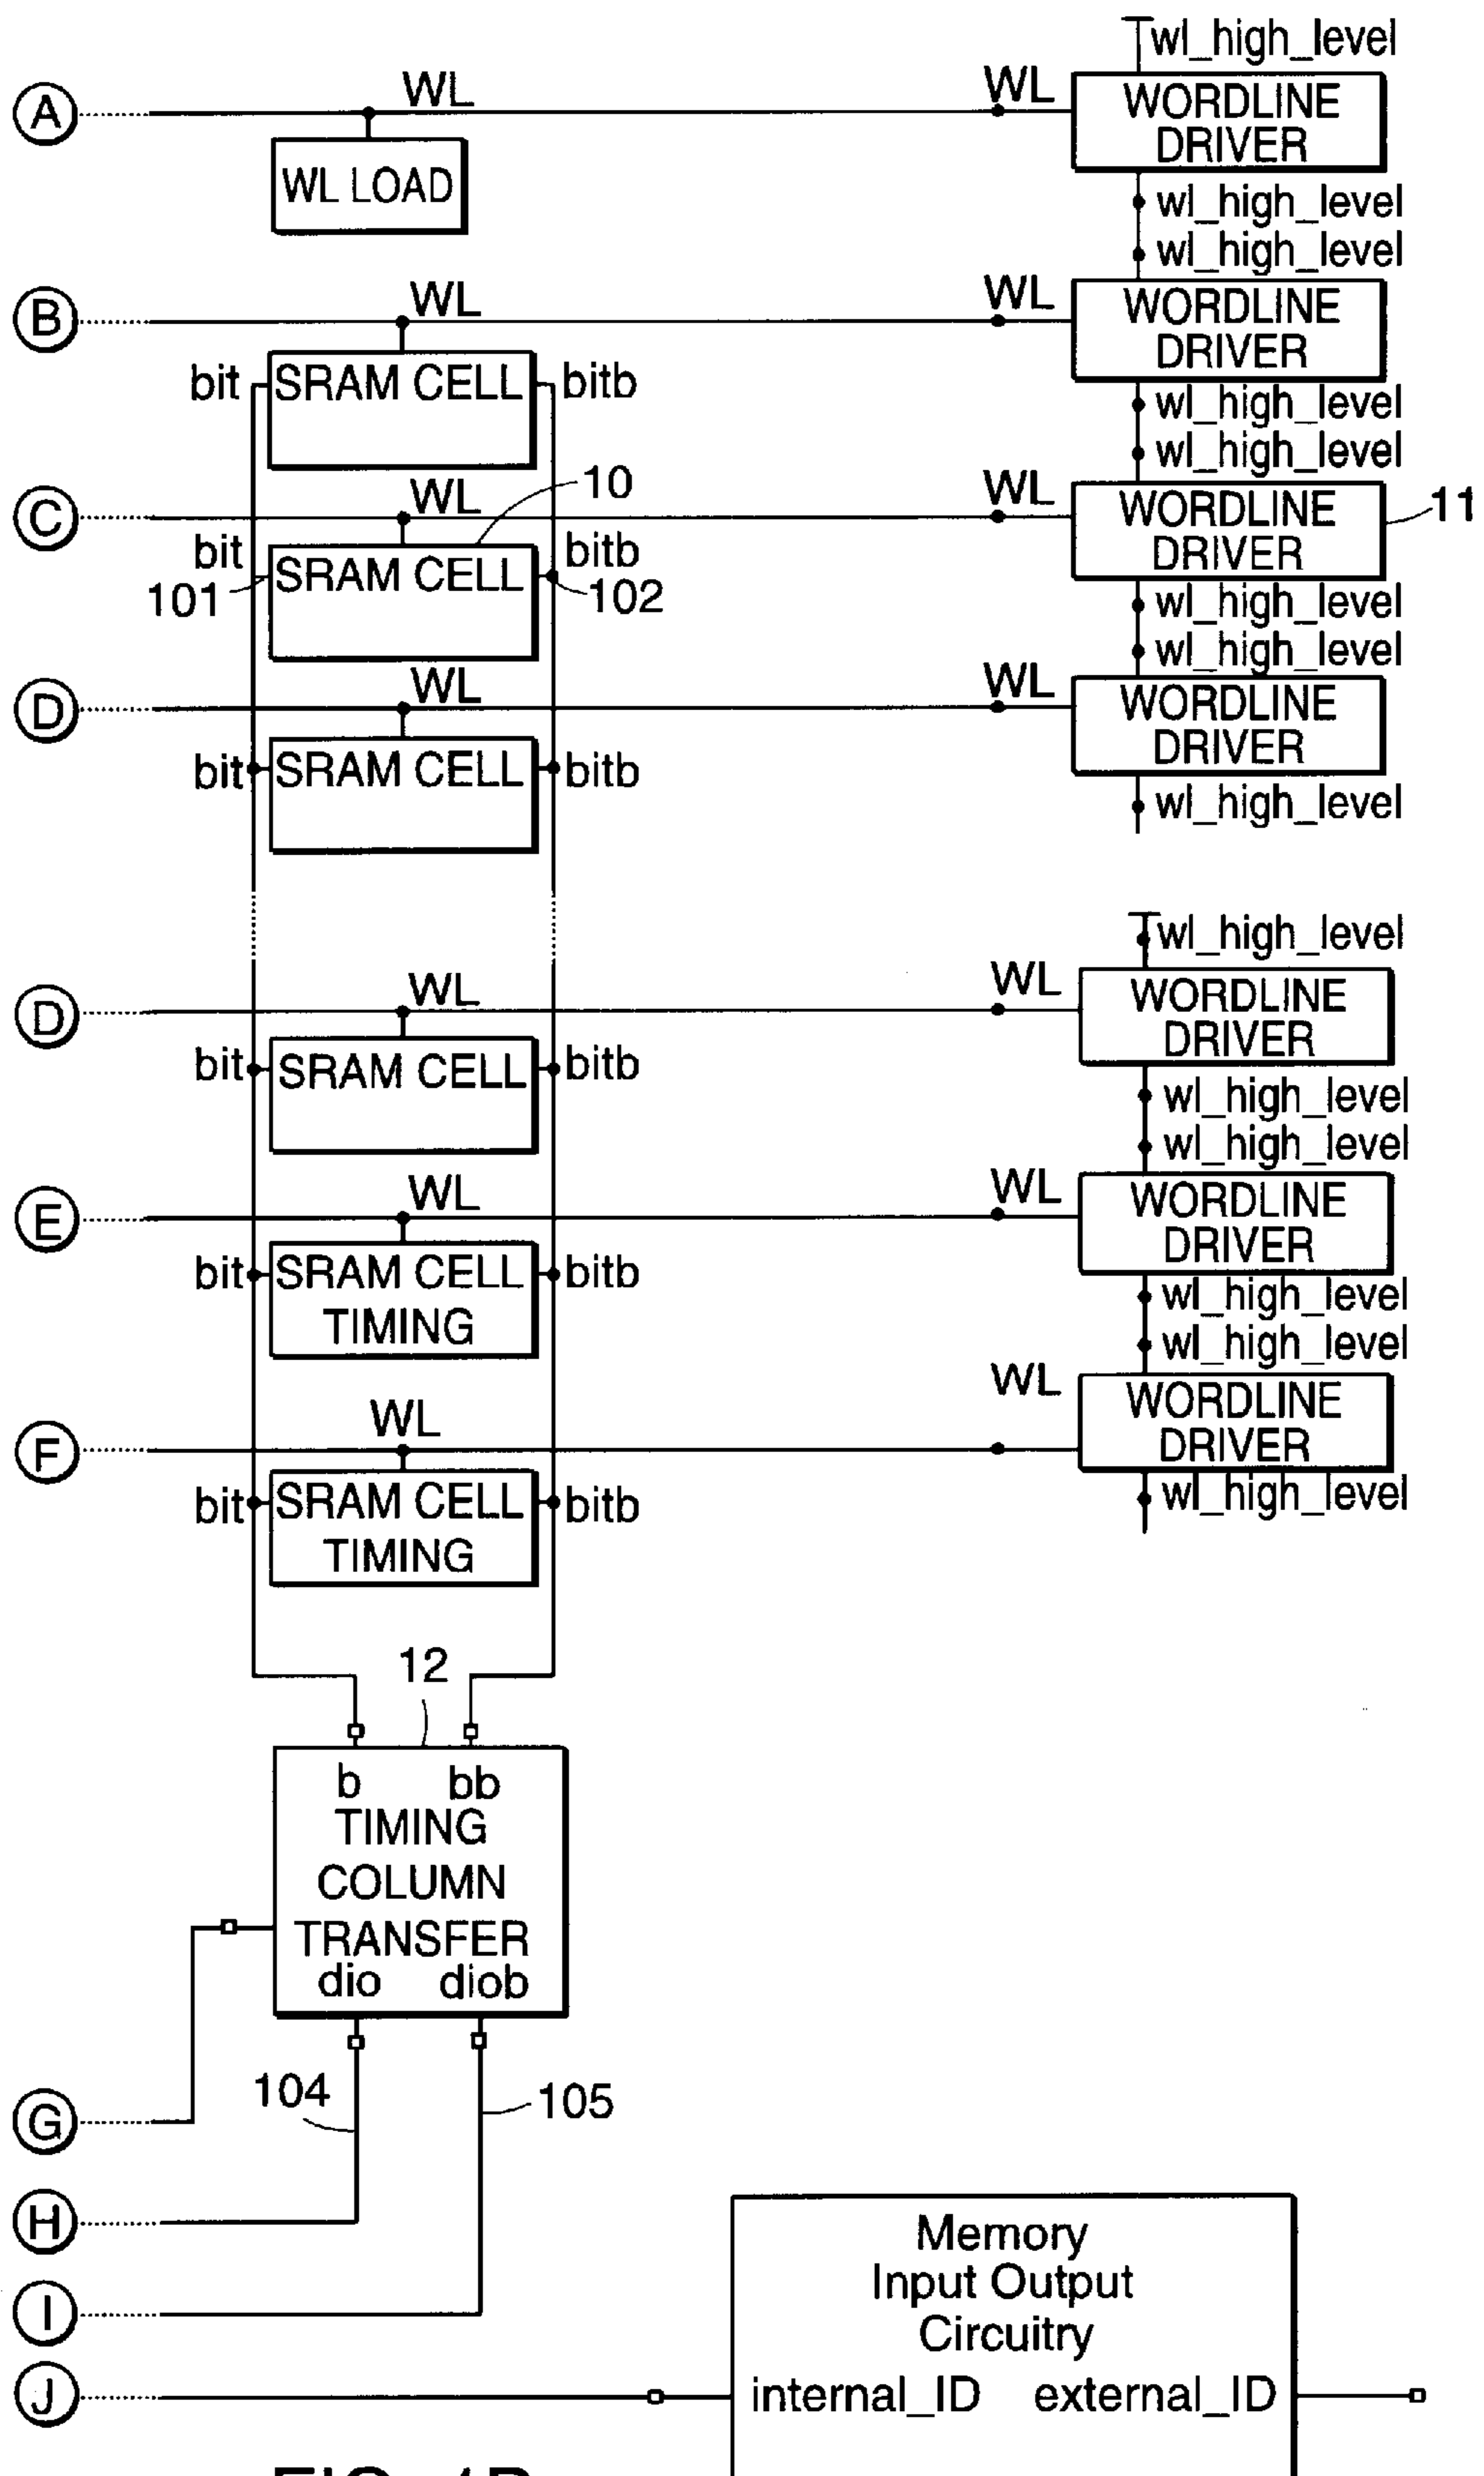 wl_high_level
A WL WL WORDLINE
DRIVER
WL LOAD
wl_high_level
wl_high_level
B WL WL WORDLINE
DRIVER
bit SRAM CELL bitb
wl_high_level
wl_high_level
10
C WL WL WORDLINE
DRIVER
11
bit SRAM CELL bitb
101 102
wl_high_level
wl_high_level
D WL WL WORDLINE
DRIVER
bit SRAM CELL bitb
wl_high_level
wl_high_level
D WL WL WORDLINE
DRIVER
bit SRAM CELL bitb
wl_high_level
wl_high_level
E WL WL WORDLINE
DRIVER
bit SRAM CELL bitb
TIMING
wl_high_level
wl_high_level
F WL WL WORDLINE
DRIVER
bit SRAM CELL bitb
TIMING
wl_high_level
12
b bb
TIMING
COLUMN
TRANSFER
dio diob
104 105
G
H
I
J
Memory
Input Output
Circuitry
internal_ID external_ID